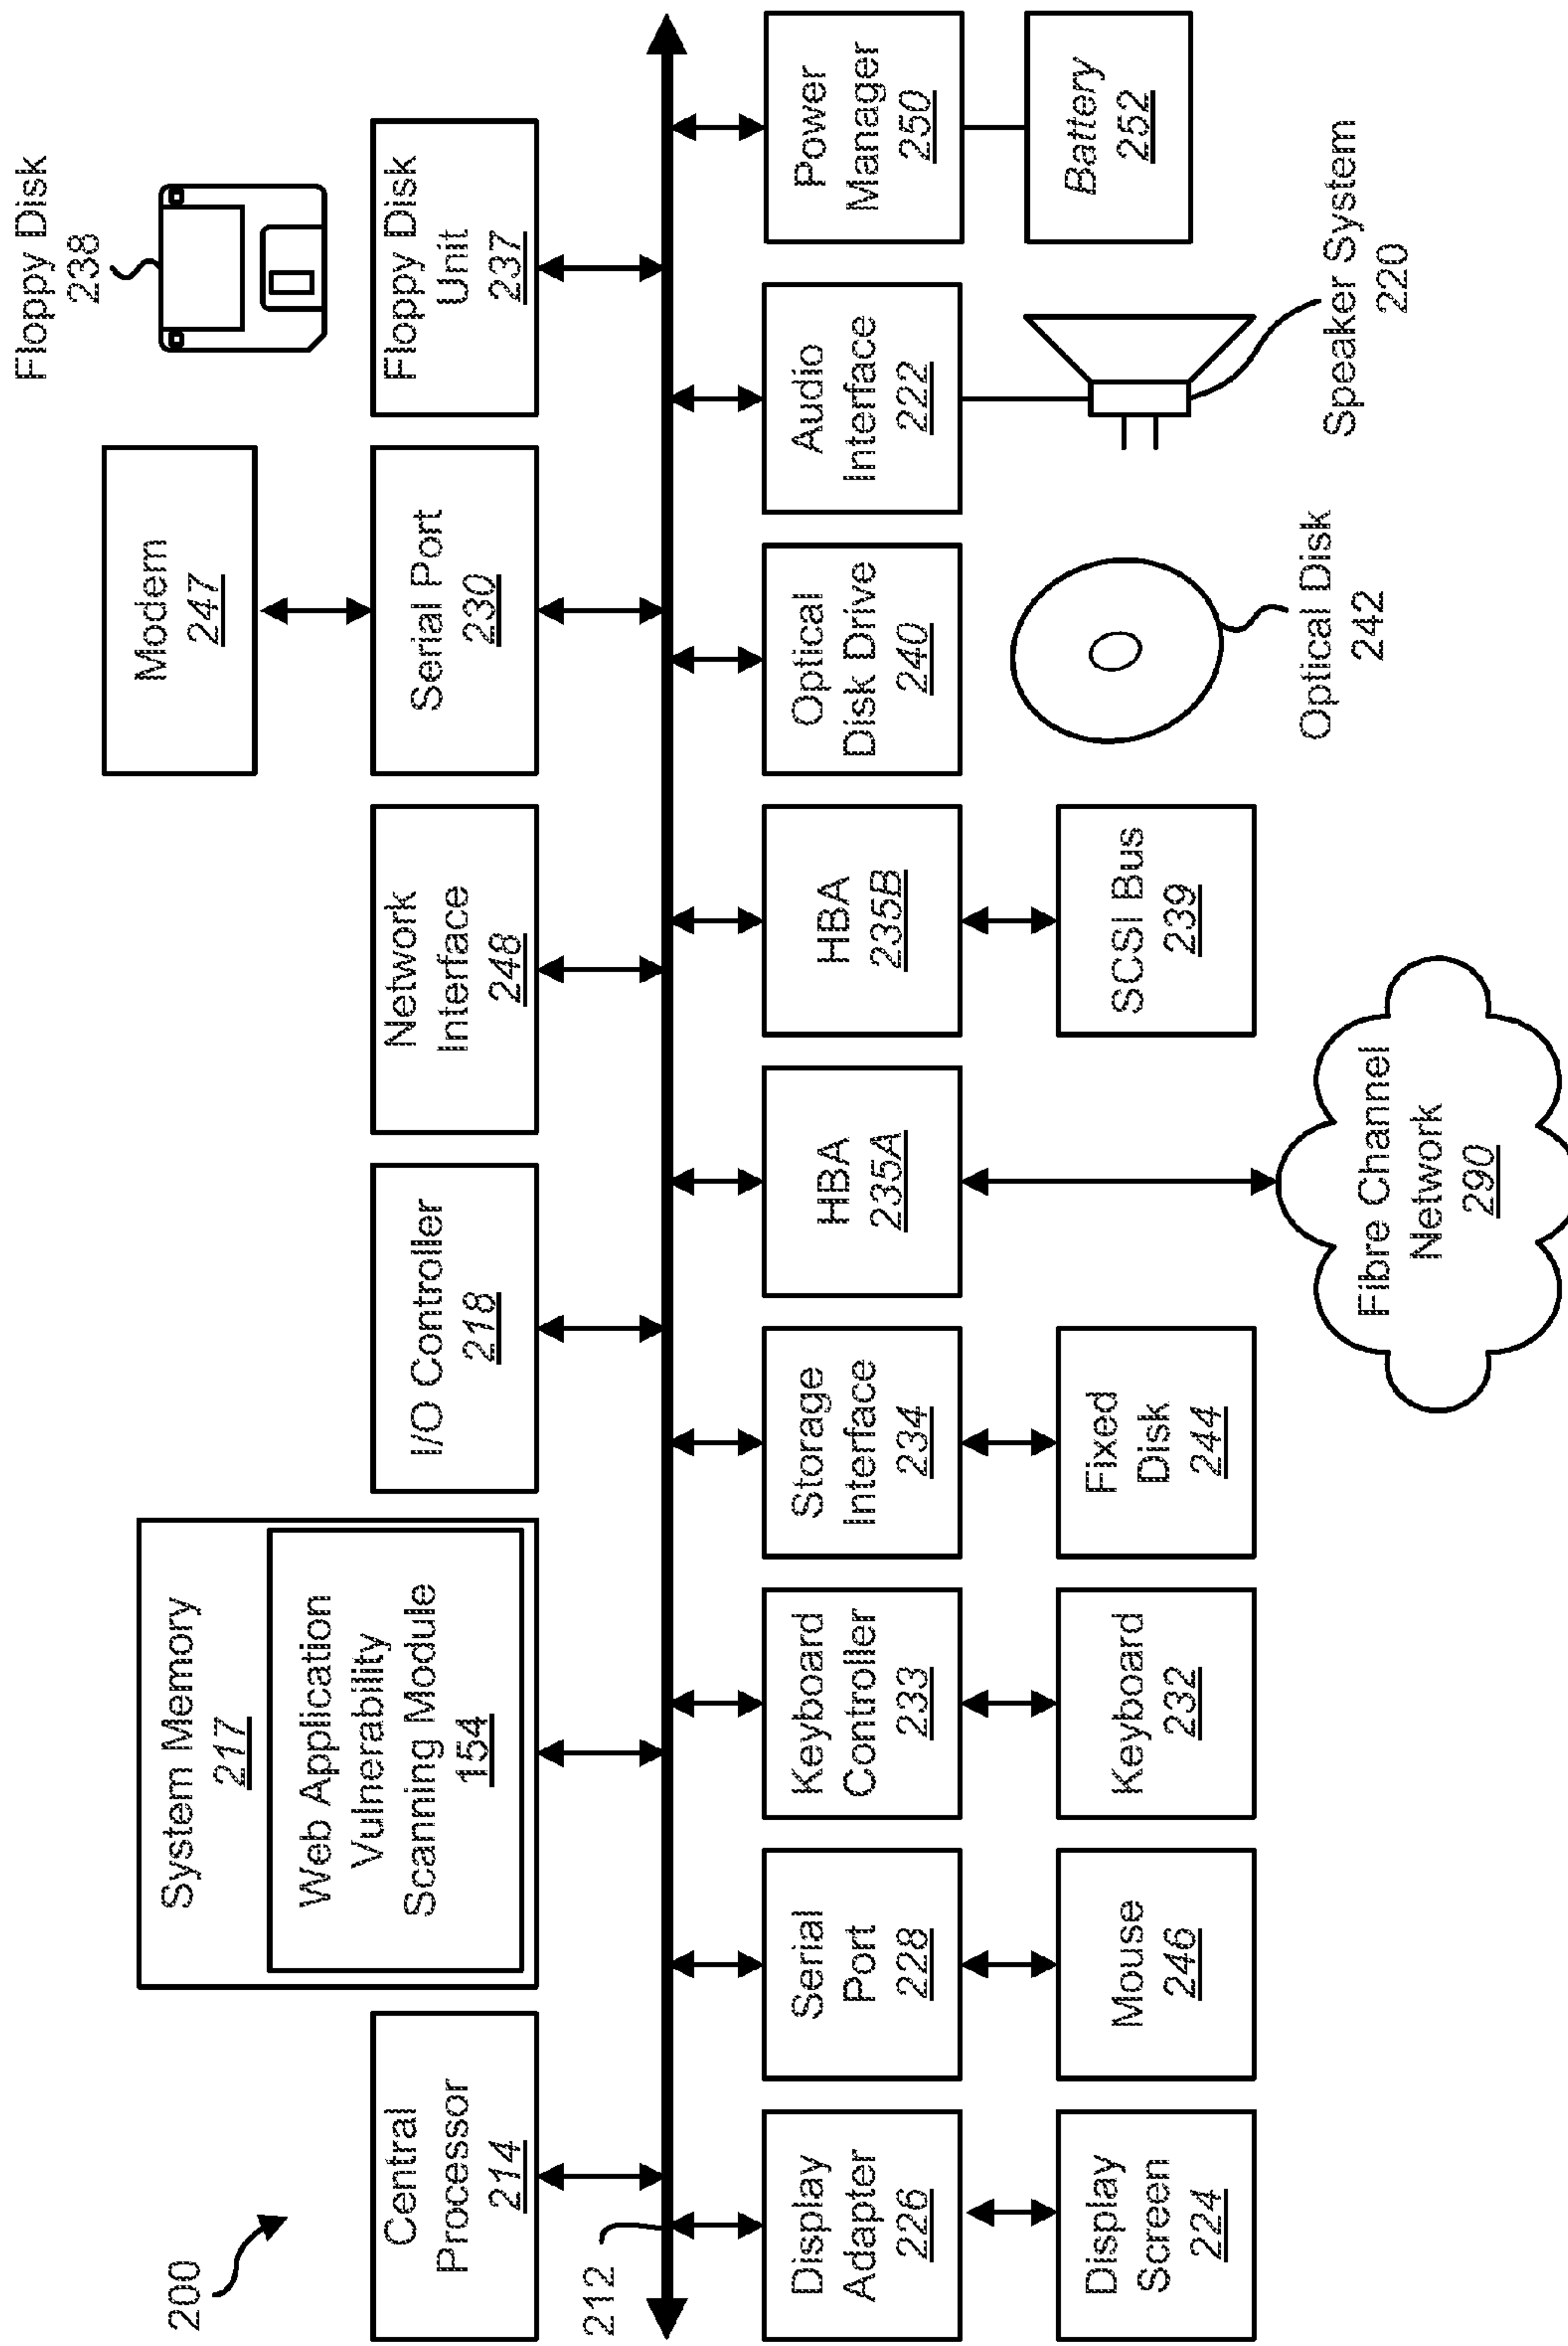 200
Central
Processor
214
System Memory
217
Web Application
Vulnerability
Scanning Module
154
I/O Controller
218
Network
Interface
248
Modem
247
Serial Port
230
Floppy Disk
238
Floppy Disk
Unit
237
212
Display
Adapter
226
Serial
Port
228
Keyboard
Controller
233
Storage
Interface
234
HBA
235A
HBA
235B
Optical
Disk Drive
240
Audio
Interface
222
Power
Manager
250
Display
Screen
224
Mouse
246
Keyboard
232
Fixed
Disk
244
Fibre Channel
Network
290
SCSI Bus
239
Optical Disk
242
Speaker System
220
Battery
252